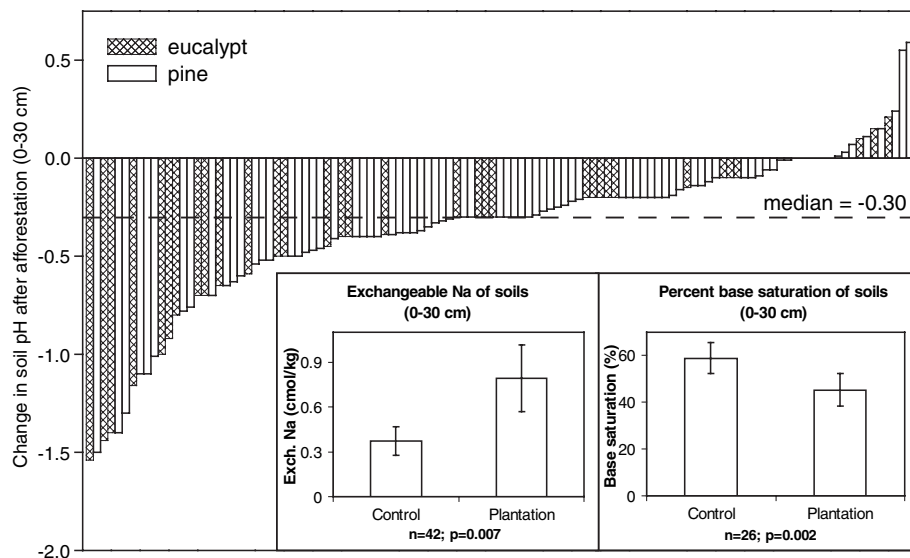 Change in soil pH after afforestation (0-30 cm)
0.5
0.0
-0.5
-1.0
-1.5
-2.0
eucalypt
pine
median = -0.30
Exchangeable Na of soils
(0-30 cm)
Exch. Na (cmol/kg)
0.9
0.6
0.3
0
Control
Plantation
n=42; p=0.007
Percent base saturation of soils
(0-30 cm)
Base saturation (%)
60
40
20
0
Control
Plantation
n=26; p=0.002